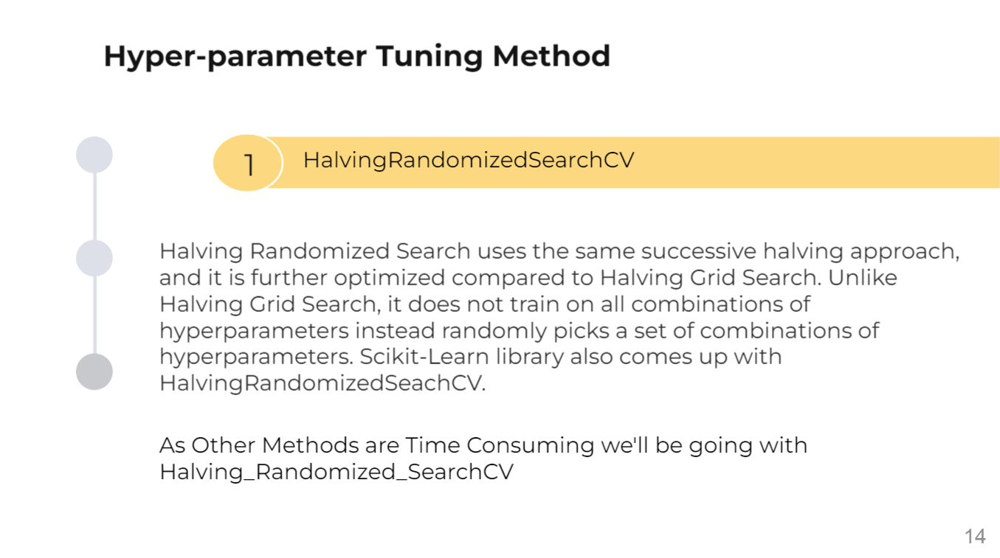 Hyper-parameter Tuning Method
1
HalvingRandomizedSearchCV
Halving Randomized Search uses the same successive halving approach,
and it is further optimized compared to Halving Grid Search. Unlike
Halving Grid Search, it does not train on all combinations of
hyperparameters instead randomly picks a set of combinations of
hyperparameters. Scikit-Learn library also comes up with
HalvingRandomizedSeachCV.
As Other Methods are Time Consuming we'll be going with
Halving_Randomized_SearchCV
14